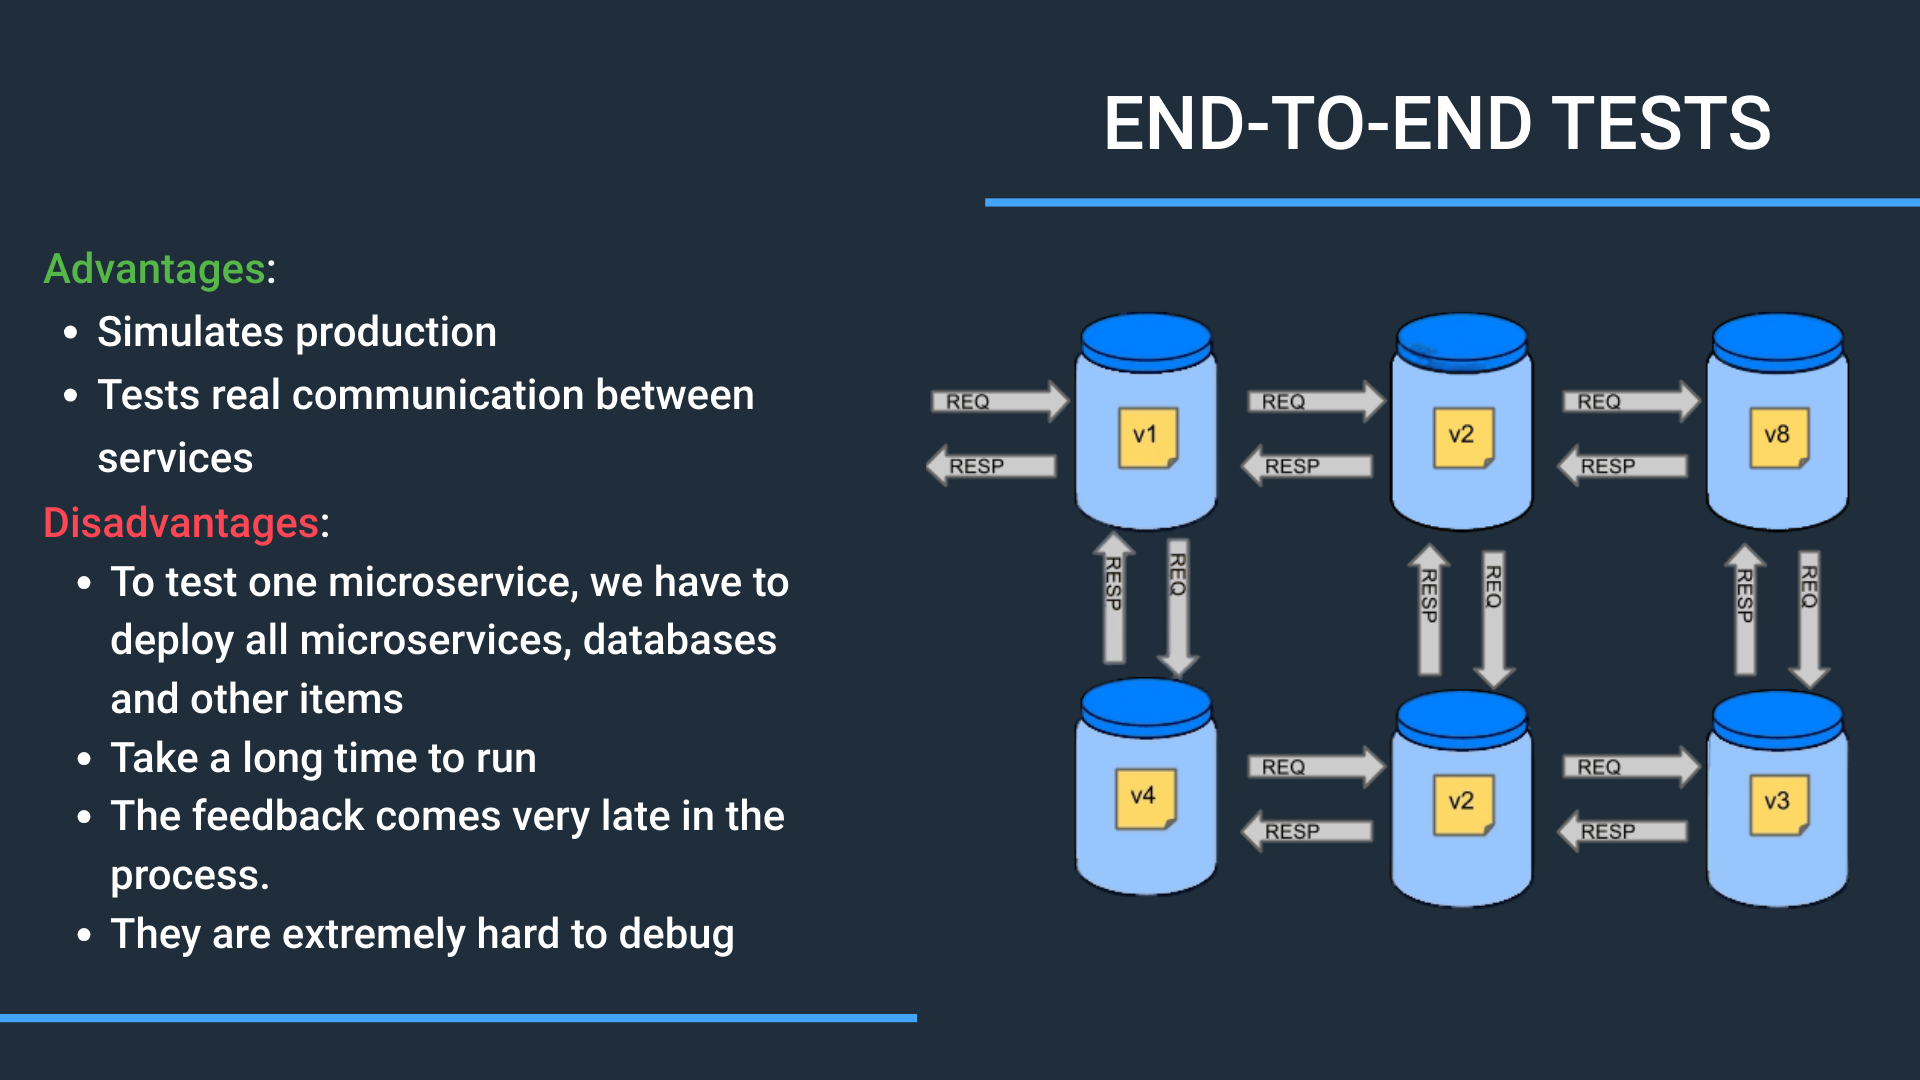 END-TO-END TESTS
Advantages:
• Simulates production
• Tests real communication between
services
Disadvantages:
• To test one microservice, we have to
deploy all microservices, databases
and other items
• Take a long time to run
• The feedback comes very late in the
process.
• They are extremely hard to debug
REQ
RESP
v1
REQ
RESP
v2
REQ
RESP
v8
RESP
REQ
RESP
REQ
RESP
REQ
v4
REQ
RESP
v2
REQ
RESP
v3